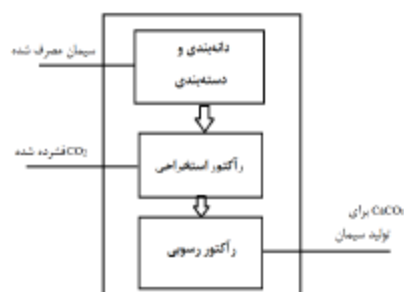 دانه‌بندی و
دسته‌بندی
سیمان مصرف شده
رآکتور استخراجی
CO₂ فشرده شده
رآکتور رسوبی
CaCO₃ برای
تولید سیمان